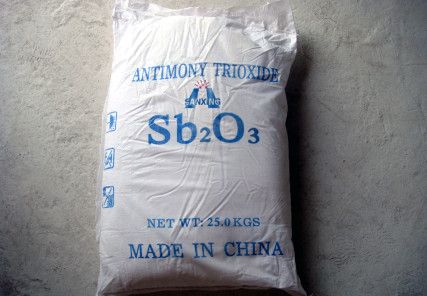 ANTIMONY TRIOXIDE
SANXING
Sb₂O₃
NET WT: 25.0 KGS
MADE IN CHINA